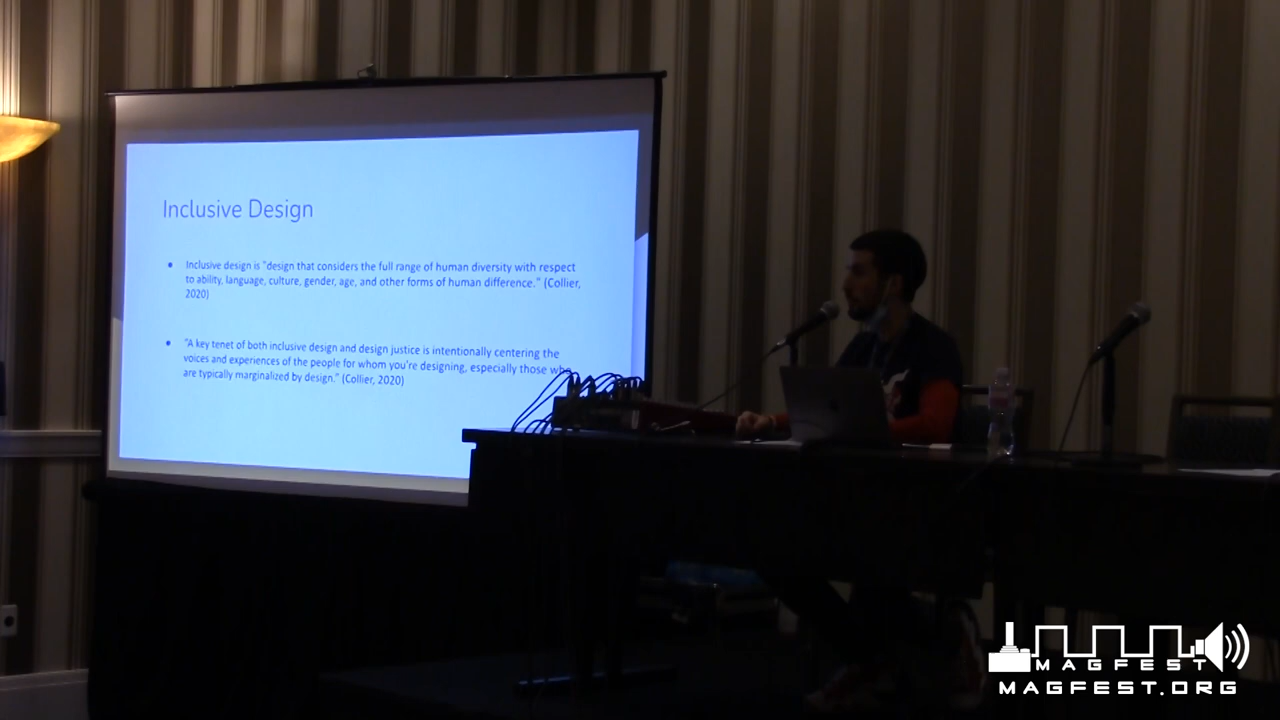 Inclusive Design
• Inclusive design is "design that considers the full range of human diversity with respect
to ability, language, culture, gender, age, and other forms of human difference." (Collier,
2020)
• "A key tenet of both inclusive design and design justice is intentionally centering the
voices and experiences of the people for whom you're designing, especially those who
are typically marginalized by design." (Collier, 2020)
MAGFEST
MAGFEST.ORG